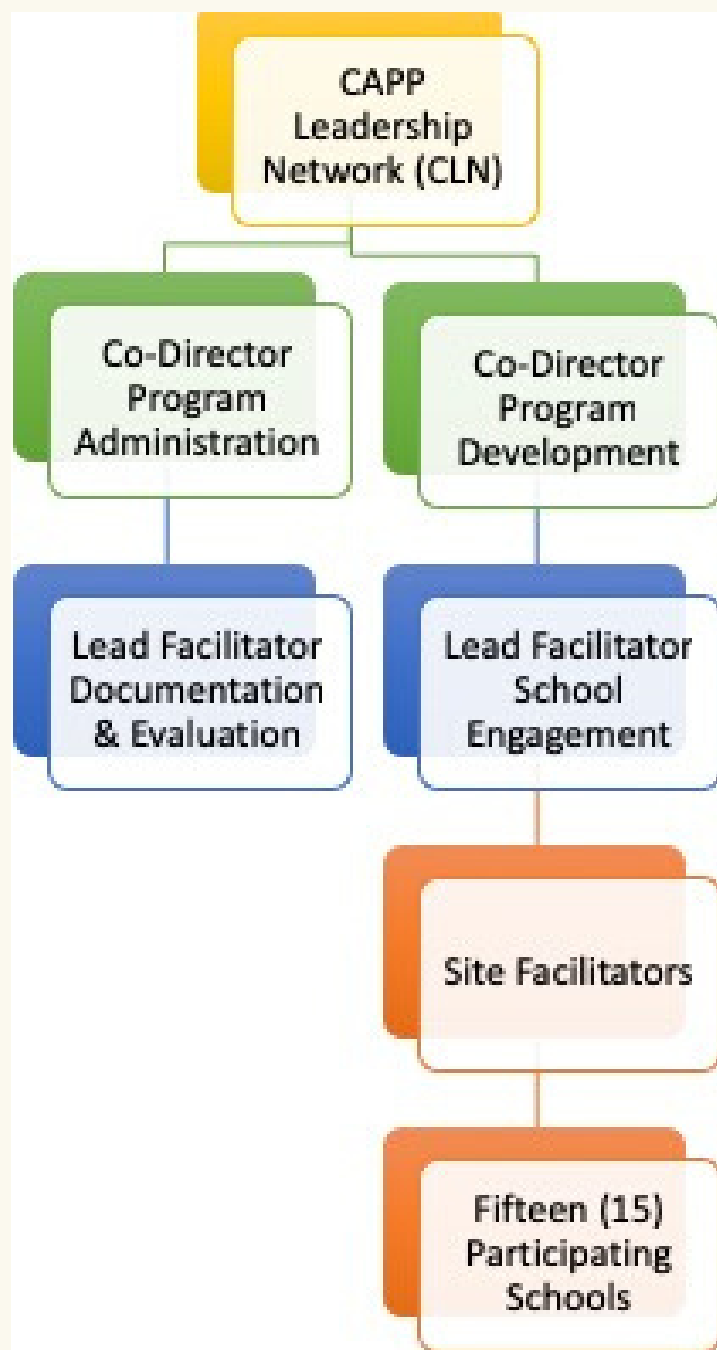 CAPP
Leadership
Network (CLN)
Co-Director
Program
Administration
Co-Director
Program
Development
Lead Facilitator
Documentation
& Evaluation
Lead Facilitator
School
Engagement
Site Facilitators
Fifteen (15)
Participating
Schools